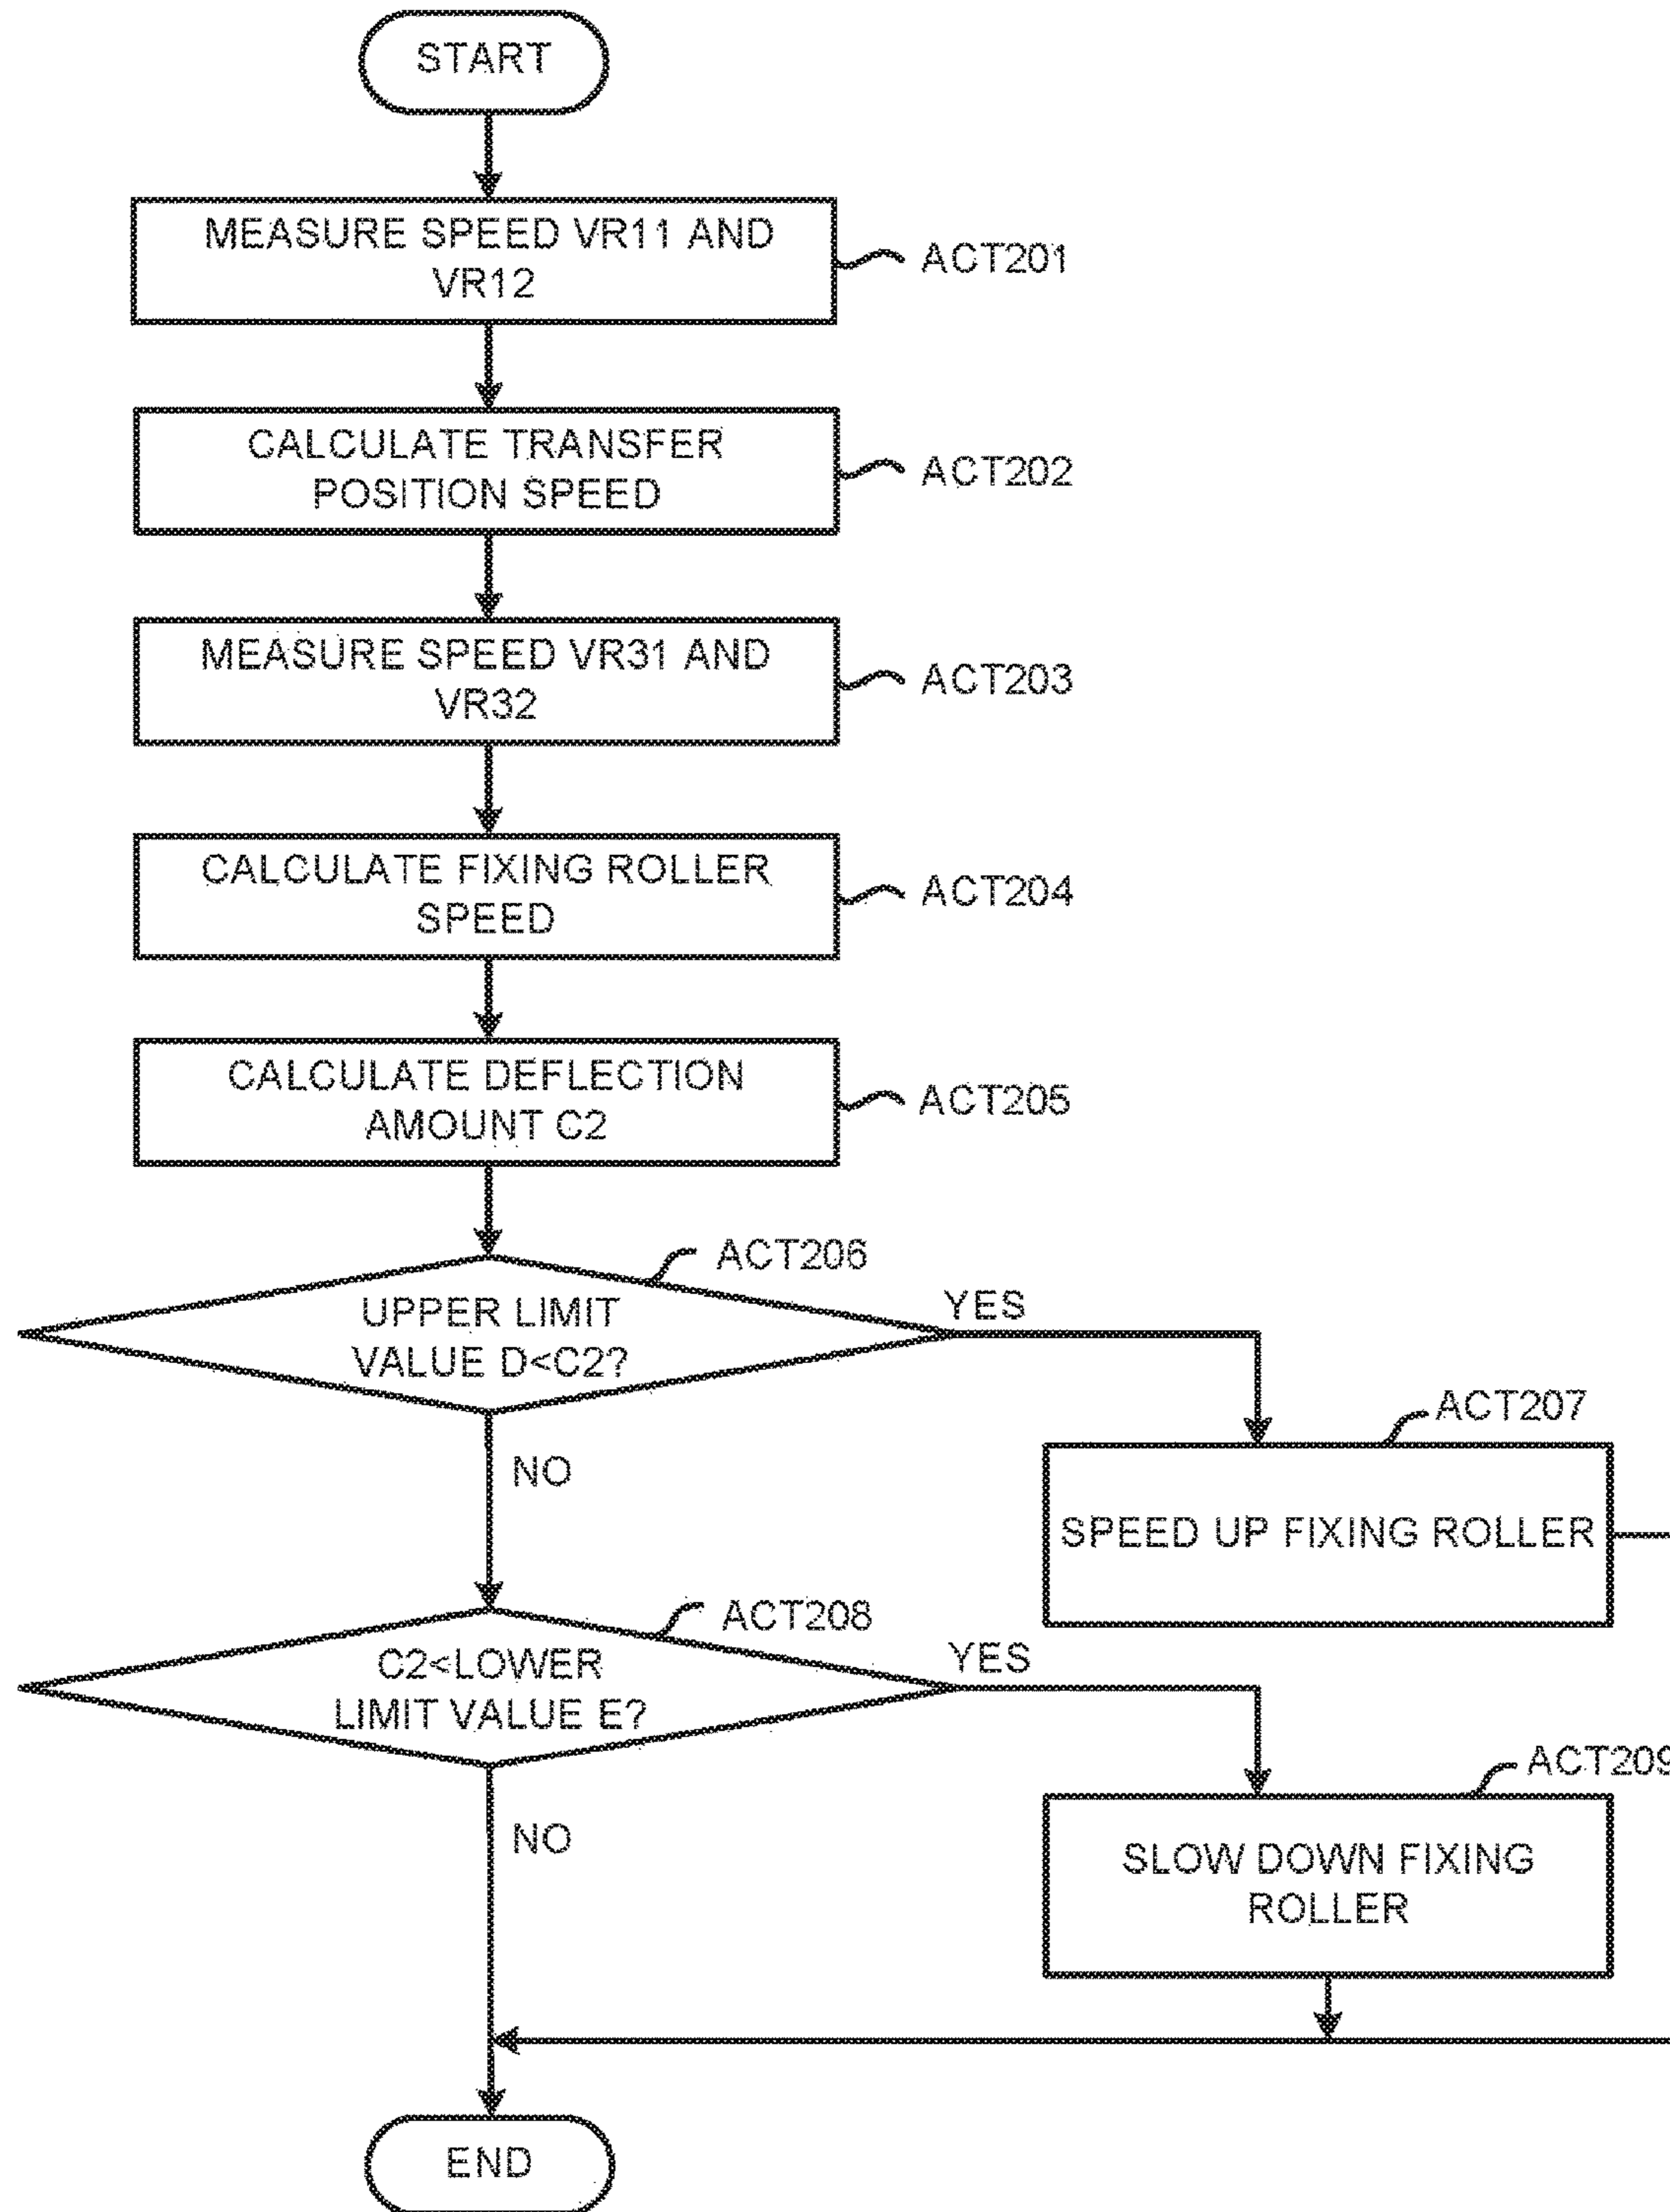 START
MEASURE SPEED VR11 AND
VR12
ACT201
CALCULATE TRANSFER
POSITION SPEED
ACT202
MEASURE SPEED VR31 AND
VR32
ACT203
CALCULATE FIXING ROLLER
SPEED
ACT204
CALCULATE DEFLECTION
AMOUNT C2
ACT205
ACT206
UPPER LIMIT
VALUE D<C2?
YES
NO
ACT207
SPEED UP FIXING ROLLER
ACT208
C2<LOWER
LIMIT VALUE E?
YES
NO
ACT209
SLOW DOWN FIXING
ROLLER
END